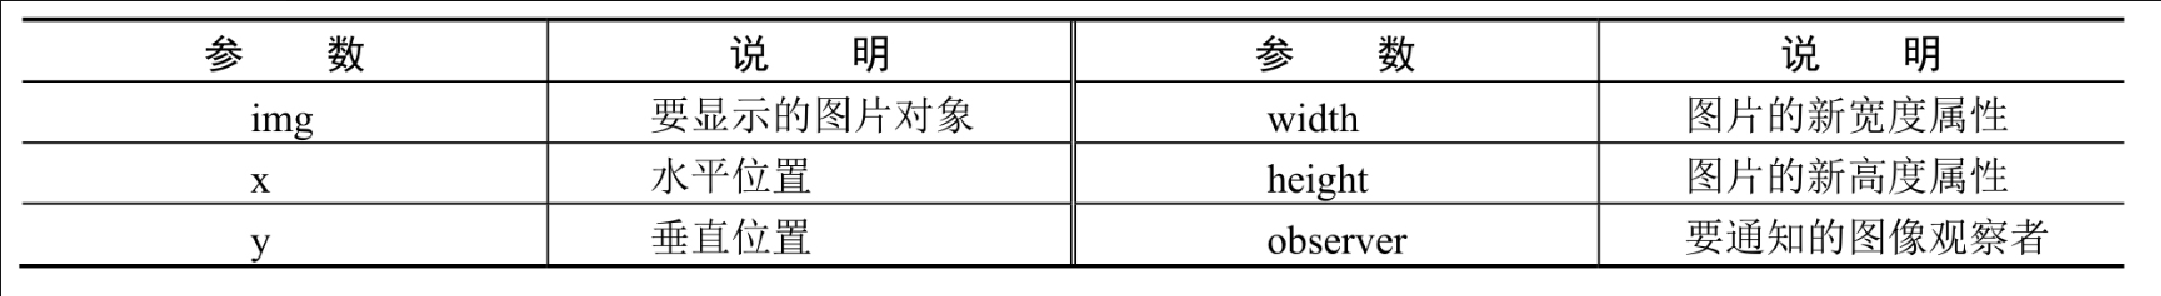 参 数 说 明 参 数 说 明
img 要显示的图片对象 width 图片的新宽度属性
x 水平位置 height 图片的新高度属性
y 垂直位置 observer 要通知的图像观察者